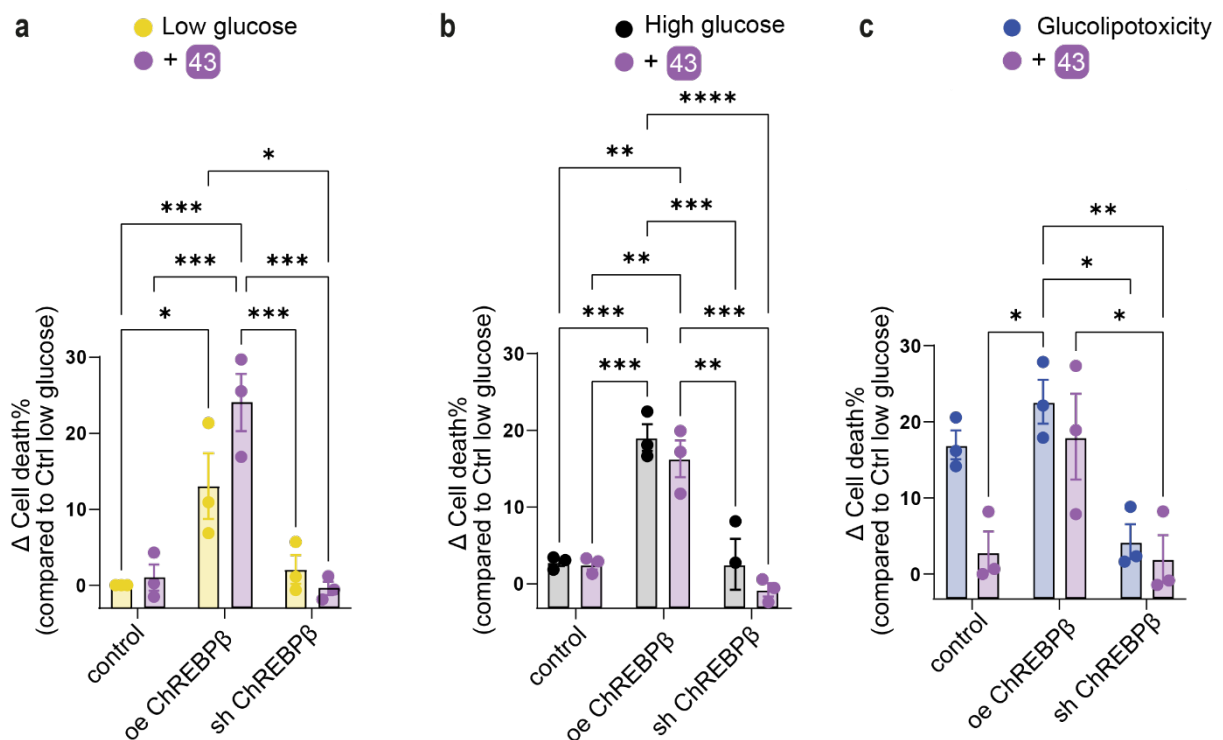 a
Low glucose
+ 43
*
***
***
***
*
***
Δ Cell death%
(compared to Ctrl low glucose)
30
20
10
0
control
oe ChREBPβ
sh ChREBPβ
b
High glucose
+ 43
****
**
***
**
***
***
***
**
Δ Cell death%
(compared to Ctrl low glucose)
30
20
10
0
control
oe ChREBPβ
sh ChREBPβ
c
Glucolipotoxicity
+ 43
**
*
*
*
Δ Cell death%
(compared to Ctrl low glucose)
30
20
10
0
control
oe ChREBPβ
sh ChREBPβ